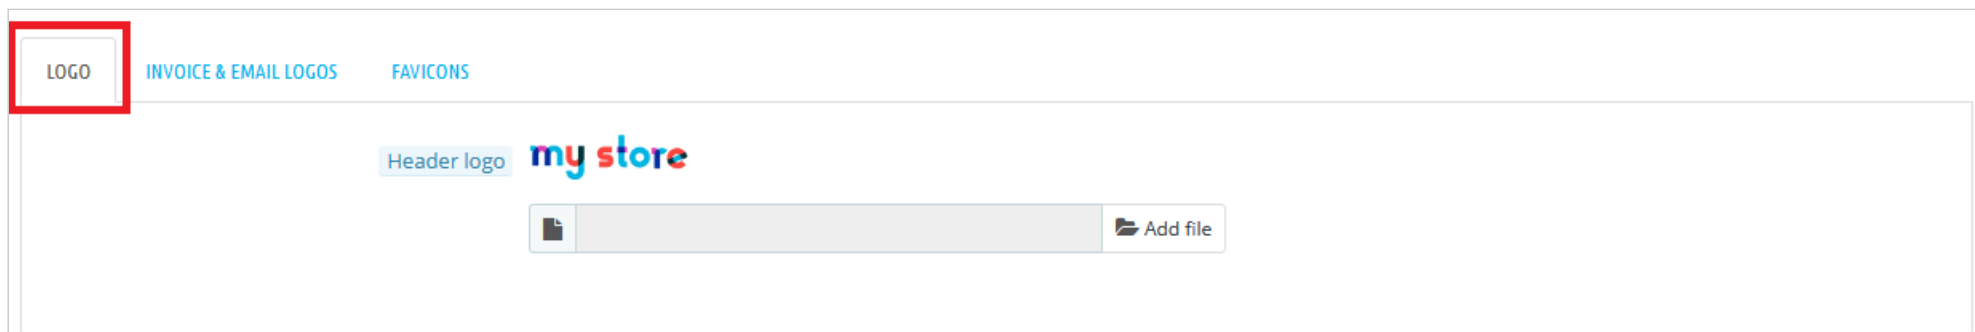 LOGO INVOICE & EMAIL LOGOS FAVICONS
Header logo my store
Add file